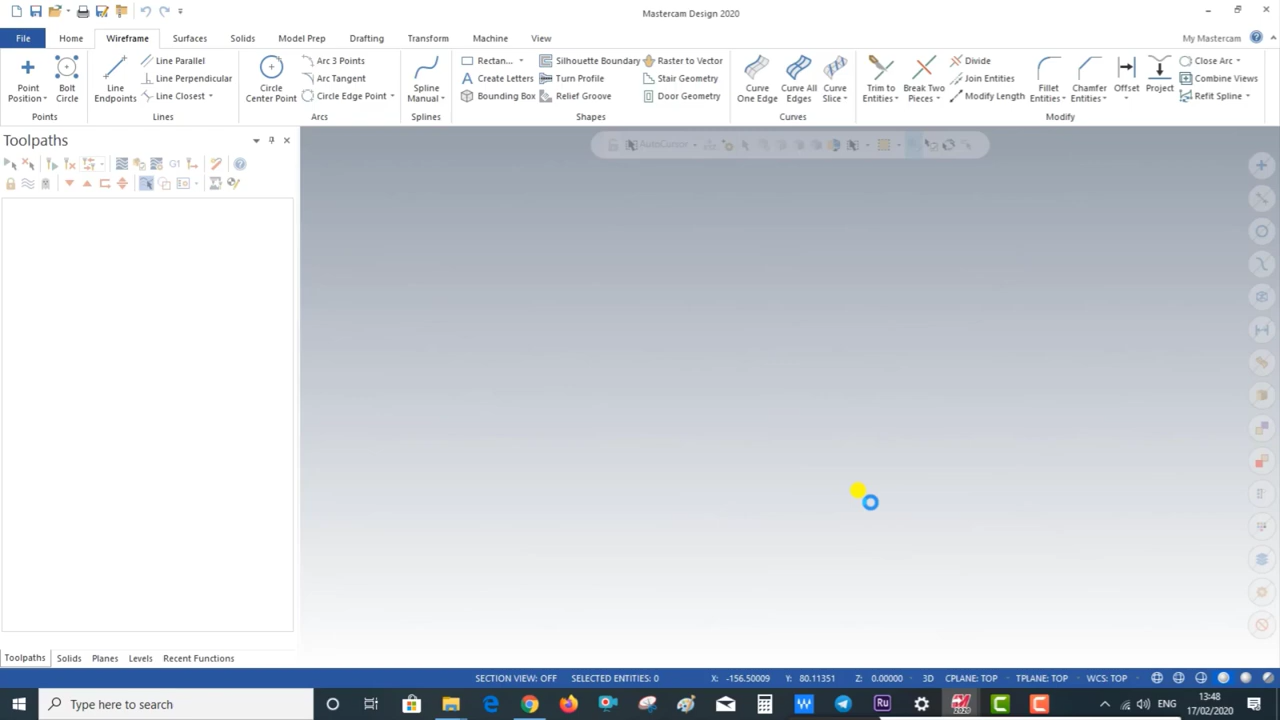 Mastercam Design 2020
File Home Wireframe Surfaces Solids Model Prep Drafting Transform Machine View My Mastercam
Point Position
Bolt Circle
Points
Line Endpoints
Line Parallel
Line Perpendicular
Line Closest
Lines
Circle Center Point
Arc 3 Points
Arc Tangent
Circle Edge Point
Arcs
Spline Manual
Splines
Rectan...
Create Letters
Bounding Box
Silhouette Boundary
Turn Profile
Relief Groove
Raster to Vector
Stair Geometry
Door Geometry
Shapes
Curve One Edge
Curve All Edges
Curve Slice
Curves
Trim to Entities
Break Two Pieces
Divide
Join Entities
Modify Length
Fillet Entities
Chamfer Entities
Offset
Project
Close Arc
Combine Views
Refit Spline
Modify
Toolpaths
AutoCursor
G1
Toolpaths Solids Planes Levels Recent Functions
SECTION VIEW: OFF SELECTED ENTITIES: 0 X: -156.50009 Y: 80.11351 Z: 0.00000 3D CPLANE: TOP TPLANE: TOP WCS: TOP
Type here to search
Ru
ENG
13:48
17/02/2020